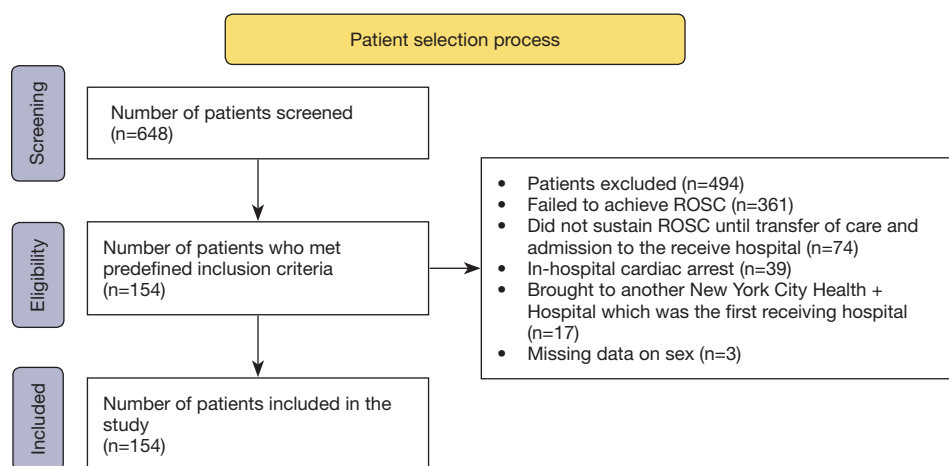 Patient selection process
Screening
Number of patients screened
(n=648)
Eligibility
Number of patients who met
predefined inclusion criteria
(n=154)
• Patients excluded (n=494)
• Failed to achieve ROSC (n=361)
• Did not sustain ROSC until transfer of care and
admission to the receive hospital (n=74)
• In-hospital cardiac arrest (n=39)
• Brought to another New York City Health +
Hospital which was the first receiving hospital
(n=17)
• Missing data on sex (n=3)
Included
Number of patients included in the
study
(n=154)